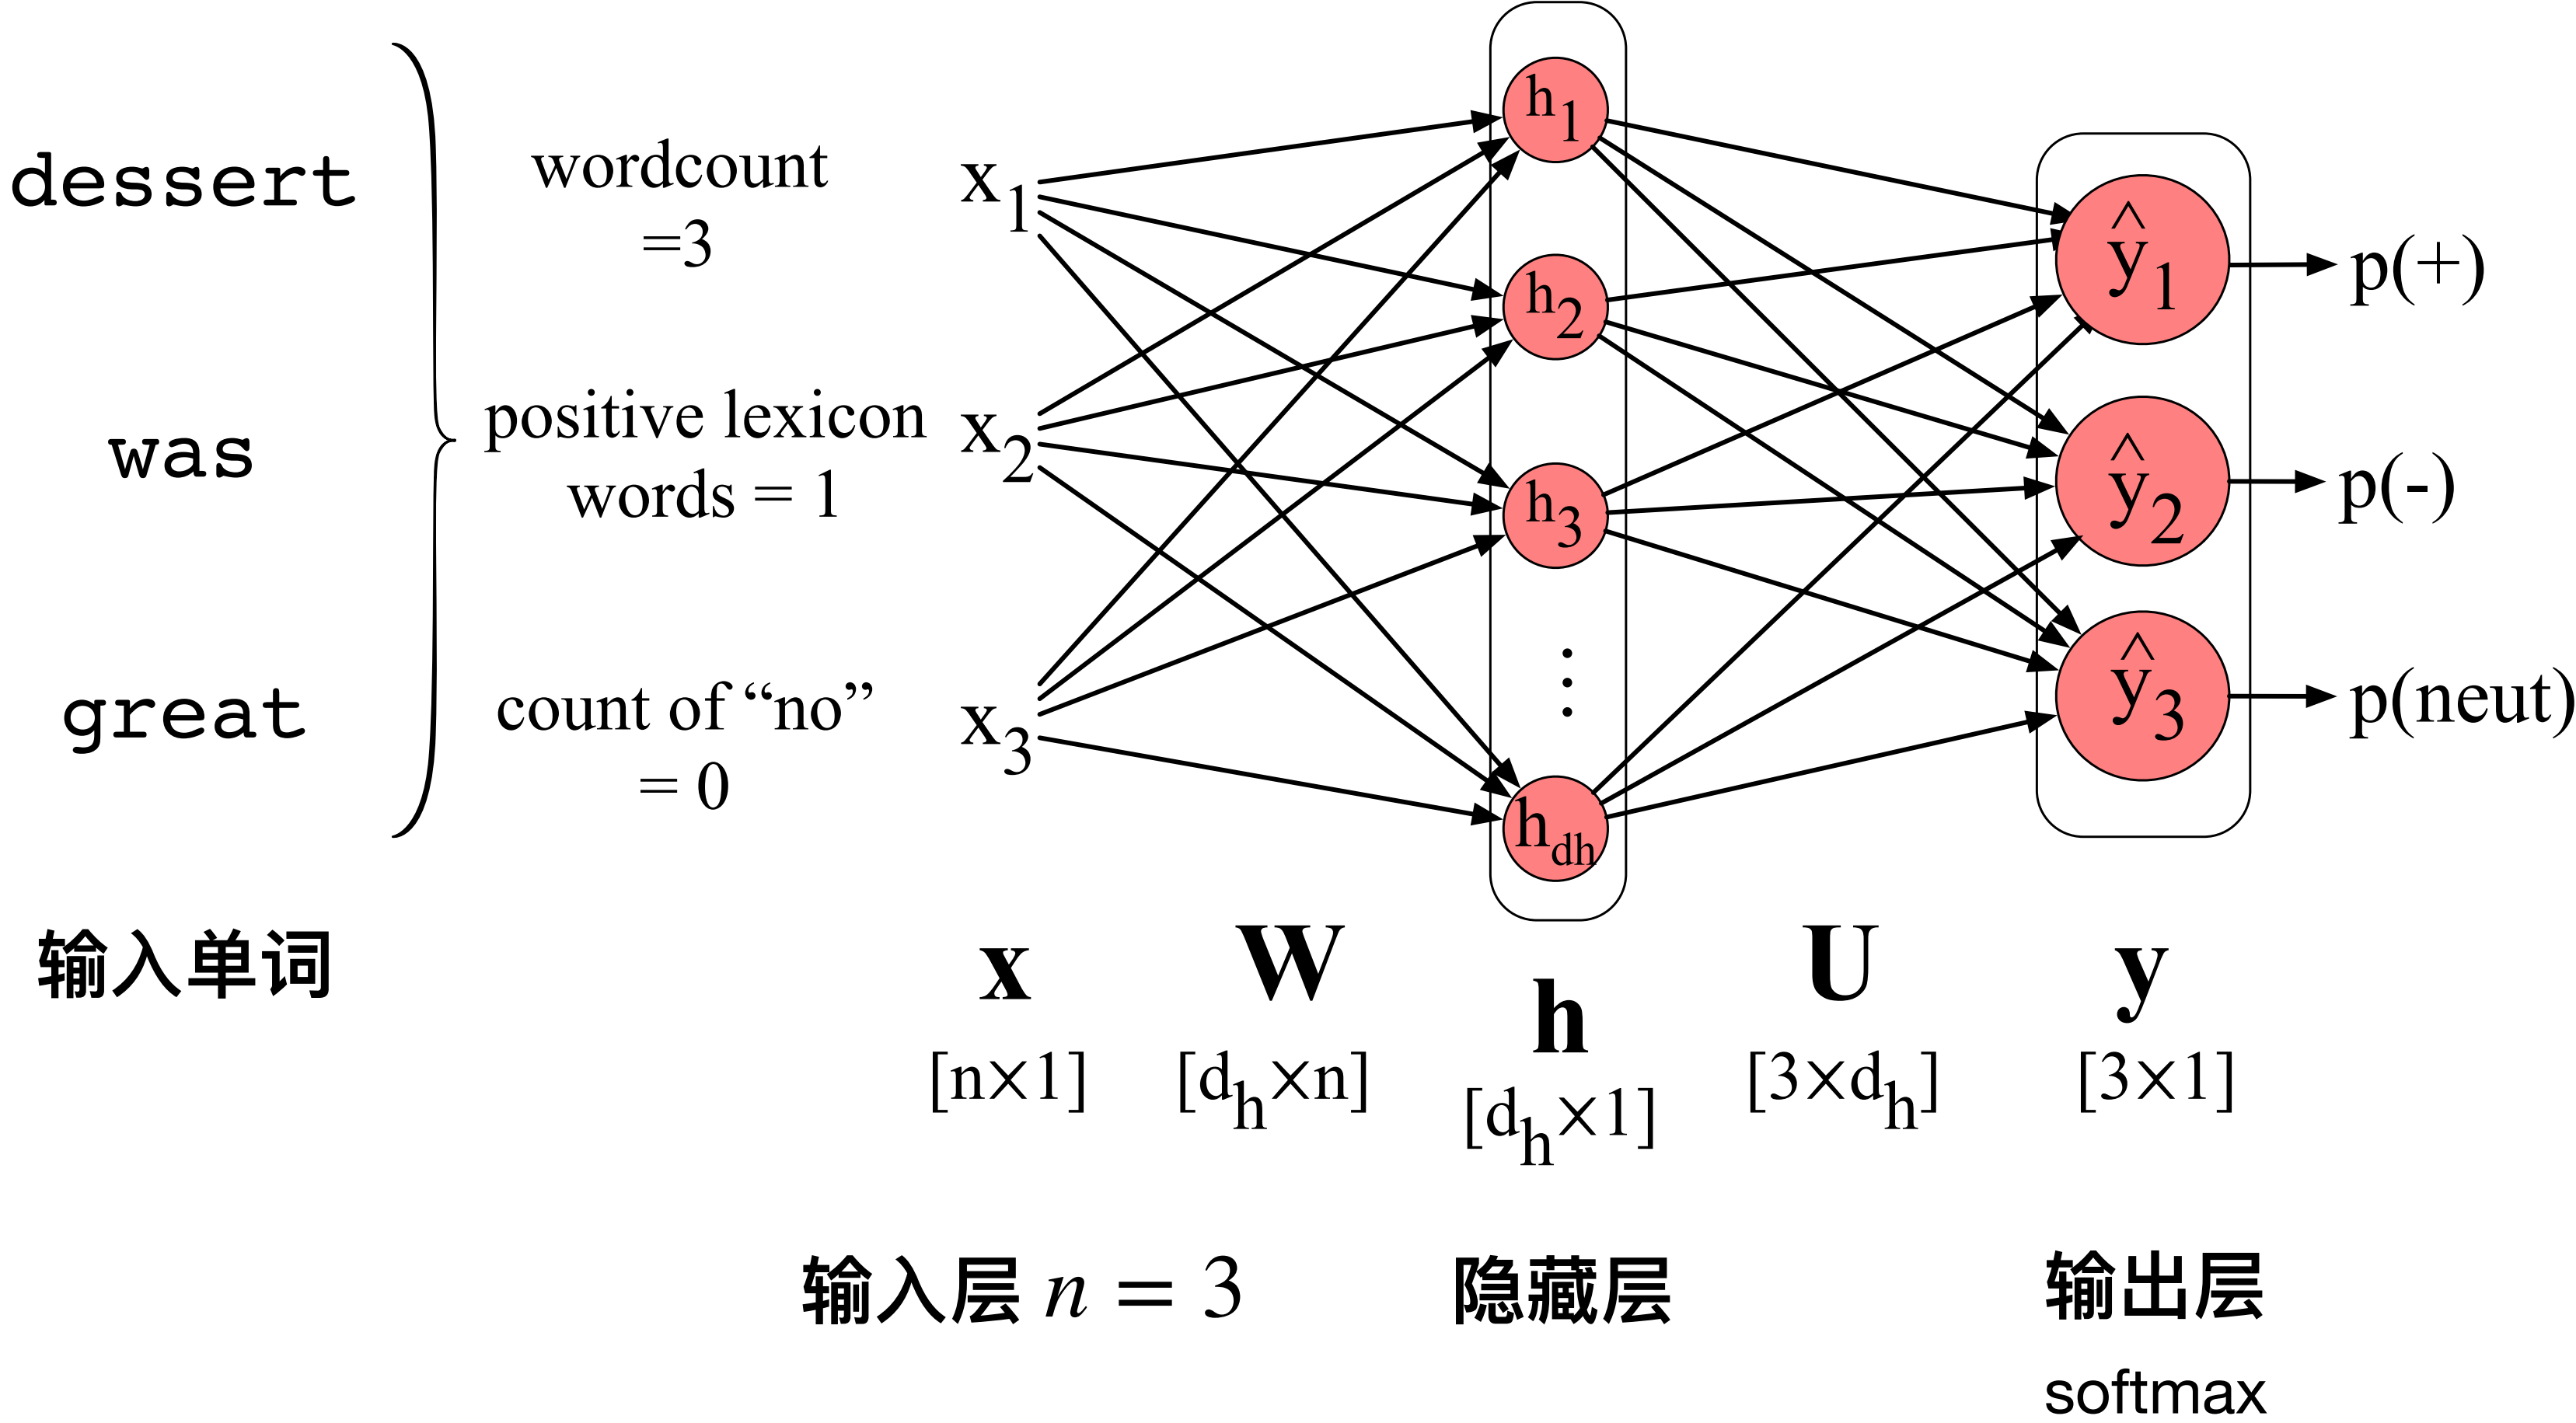 dessert
was
great
wordcount
=3
positive lexicon
words = 1
count of “no”
= 0
x1
x2
x3
h1
h2
h3
⋮
hdh
ŷ1
ŷ2
ŷ3
p(+)
p(-)
p(neut)
输入单词
x
[n×1]
W
[dh×n]
h
[dh×1]
U
[3×dh]
y
[3×1]
输入层 n = 3
隐藏层
输出层
softmax